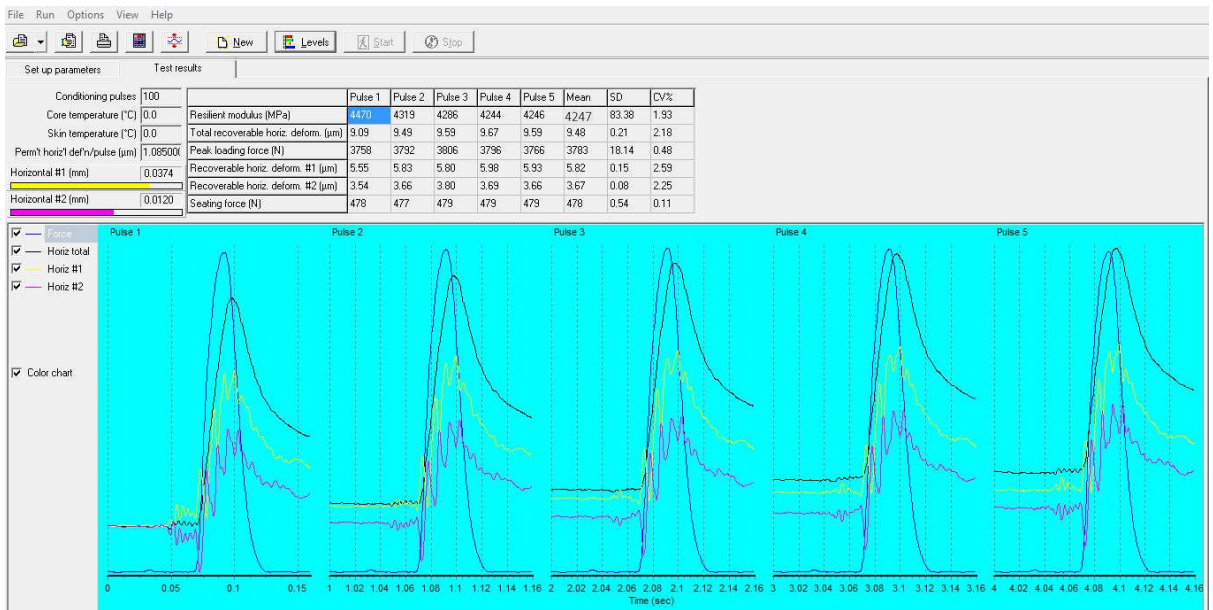 File Run Options View Help
New Levels Start Stop
Set up parameters Test results
Conditioning pulses 100
Core temperature (°C) 0.0
Skin temperature (°C) 0.0
Perm't horiz'l def'n/pulse (µm) 1.08500
Horizontal #1 (mm) 0.0374
Horizontal #2 (mm) 0.0120
Pulse 1 Pulse 2 Pulse 3 Pulse 4 Pulse 5 Mean SD CV%
Resilient modulus (MPa) 4470 4319 4286 4244 4246 4247 83.38 1.93
Total recoverable horiz. deform. (µm) 9.09 9.49 9.59 9.67 9.59 9.48 0.21 2.18
Peak loading force (N) 3758 3792 3806 3796 3766 3783 18.14 0.48
Recoverable horiz. deform. #1 (µm) 5.55 5.83 5.80 5.98 5.93 5.82 0.15 2.59
Recoverable horiz. deform. #2 (µm) 3.54 3.66 3.80 3.69 3.66 3.67 0.08 2.25
Seating force (N) 478 477 479 479 479 478 0.54 0.11
Force
Horiz total
Horiz #1
Horiz #2
Color chart
Pulse 1 Pulse 2 Pulse 3 Pulse 4 Pulse 5
0 0.05 0.1 0.15 1 1.02 1.04 1.06 1.08 1.1 1.12 1.14 1.16 2 2.02 2.04 2.06 2.08 2.1 2.12 2.14 2.16 3 3.02 3.04 3.06 3.08 3.1 3.12 3.14 3.16 4 4.02 4.04 4.06 4.08 4.1 4.12 4.14 4.16
Time (sec)